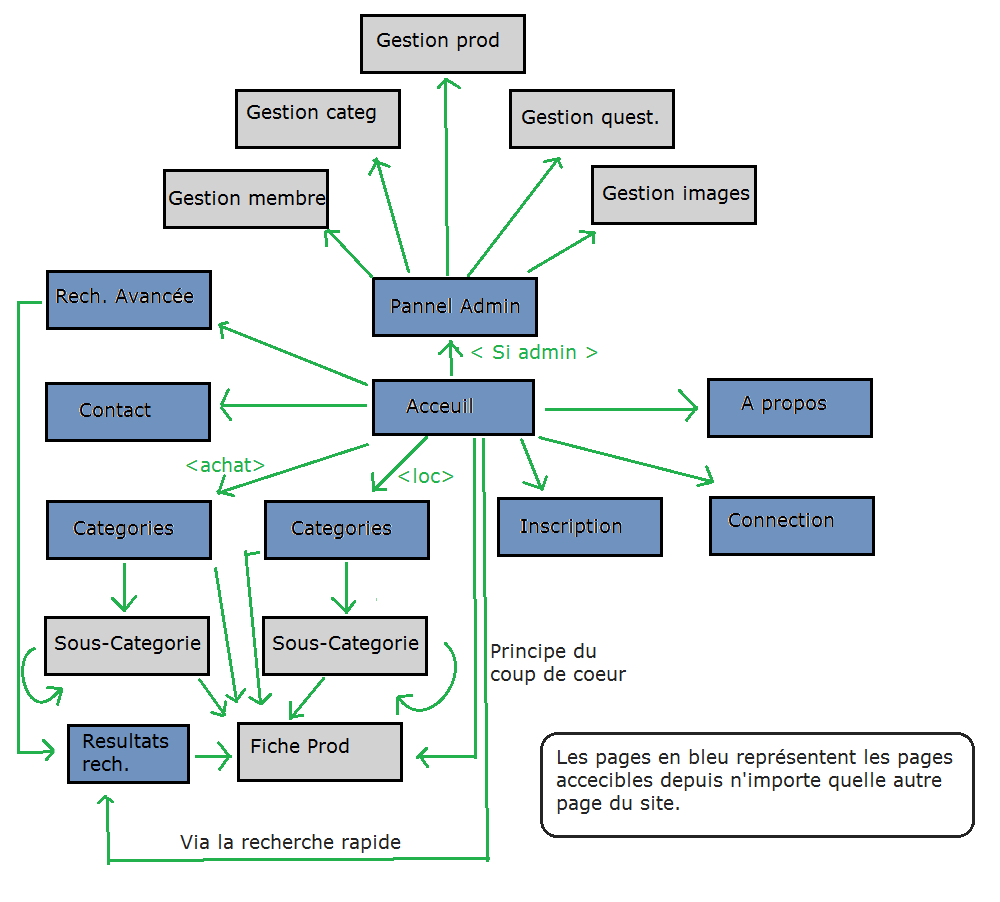 Gestion prod
Gestion categ
Gestion quest.
Gestion membre
Gestion images
Rech. Avancée
Pannel Admin
< Si admin >
Contact
Acceuil
A propos
<achat>
<loc>
Categories
Categories
Inscription
Connection
Sous-Categorie
Sous-Categorie
Principe du
coup de coeur
Resultats
rech.
Fiche Prod
Les pages en bleu représentent les pages
accecibles depuis n'importe quelle autre
page du site.
Via la recherche rapide